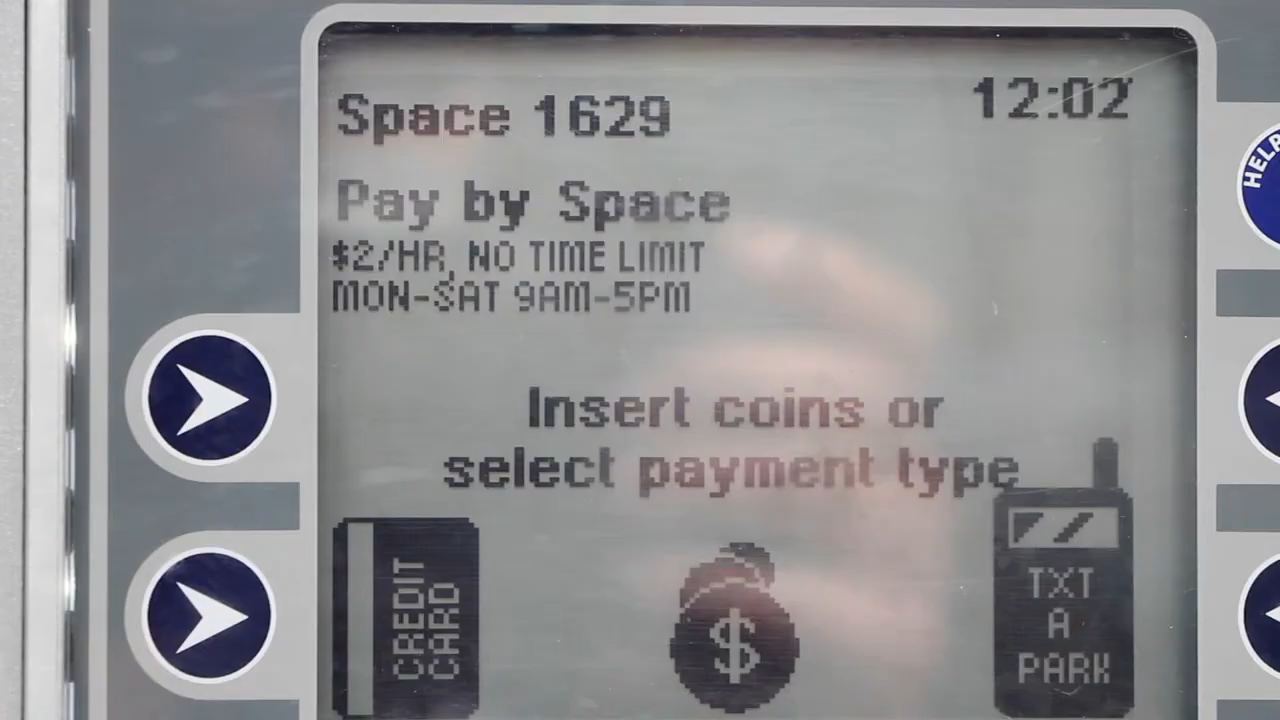 Space 1629
12:02
Pay by Space
$2/HR, NO TIME LIMIT
MON-SAT 9AM-5PM
Insert coins or
select payment type
CREDIT
CARD
$
TXT
A
PARK
HELP